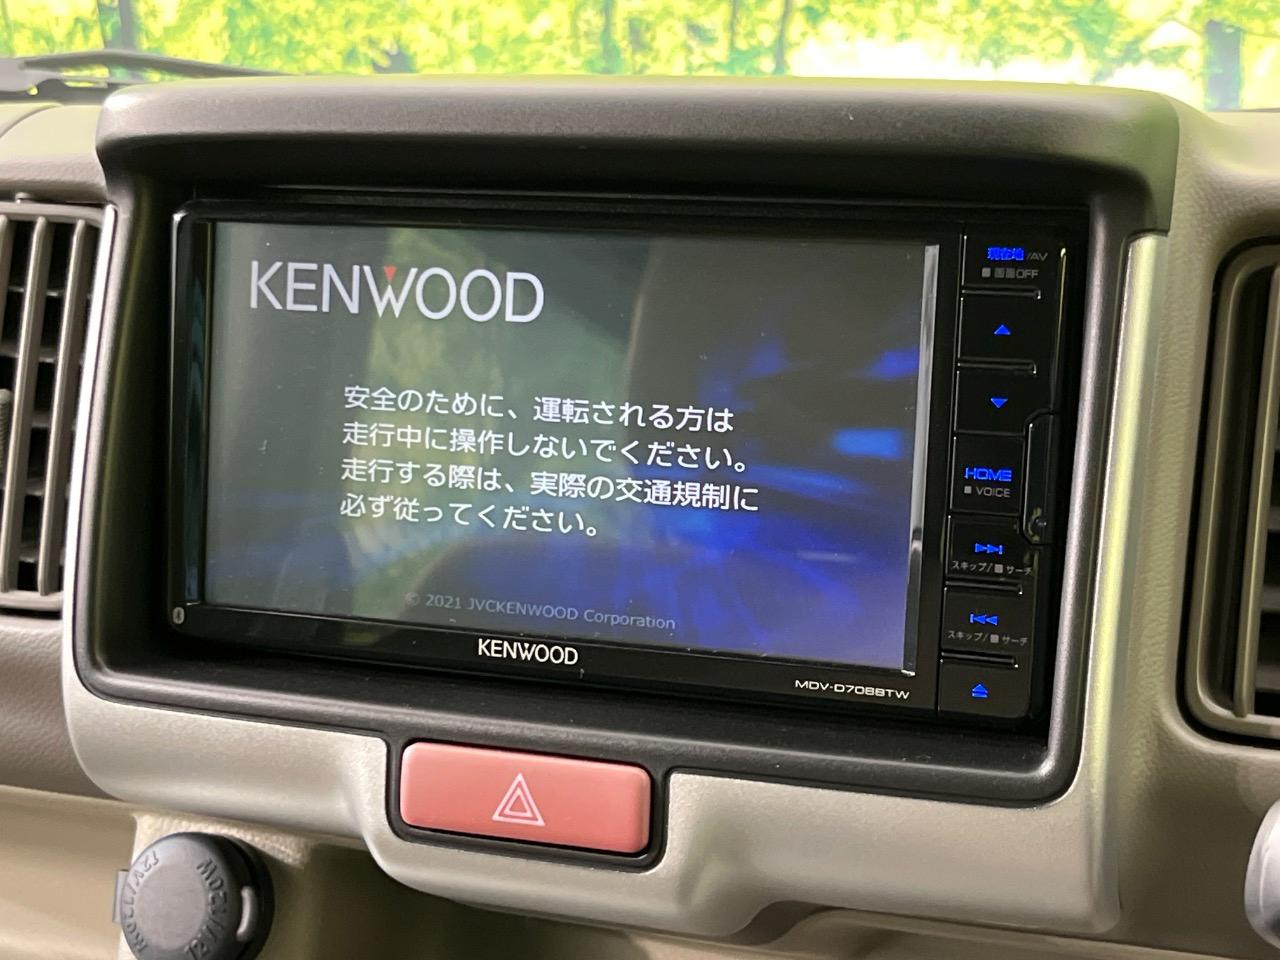 KENWOOD
安全のために、運転される方は
走行中に操作しないでください。
走行する際は、実際の交通規制に
必ず従ってください。
© 2021 JVCKENWOOD Corporation
KENWOOD
MDV-D708BTW
現在地/AV
■ 画面OFF
HOME
■ VOICE
スキップ/■ サーチ
スキップ/■ サーチ
12V/120W
12V/120W